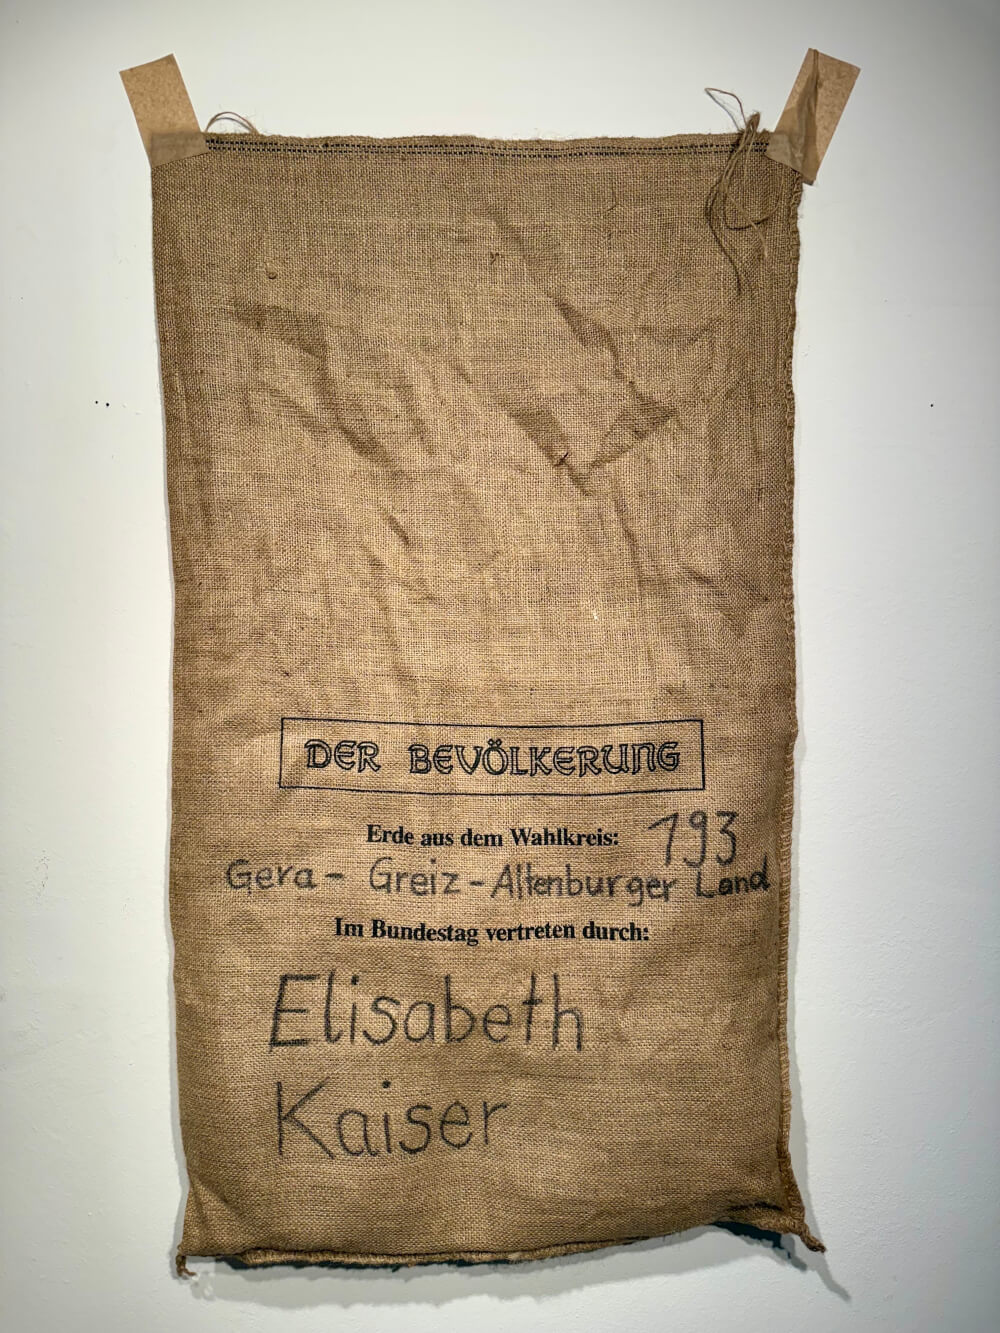 DER BEVÖLKERUNG
Erde aus dem Wahlkreis: 193
Gera- Greiz-Altenburger Land
Im Bundestag vertreten durch:
Elisabeth
Kaiser